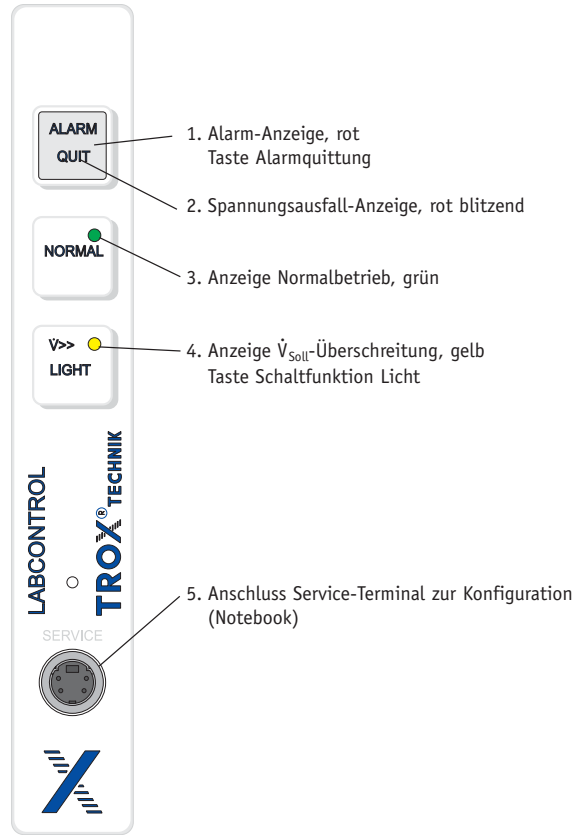 ALARM
QUIT
NORMAL
V̇>>
LIGHT
LABCONTROL
TROX® TECHNIK
SERVICE
1. Alarm-Anzeige, rot
Taste Alarmquittung
2. Spannungsausfall-Anzeige, rot blitzend
3. Anzeige Normalbetrieb, grün
4. Anzeige V̇Soll-Überschreitung, gelb
Taste Schaltfunktion Licht
5. Anschluss Service-Terminal zur Konfiguration
(Notebook)